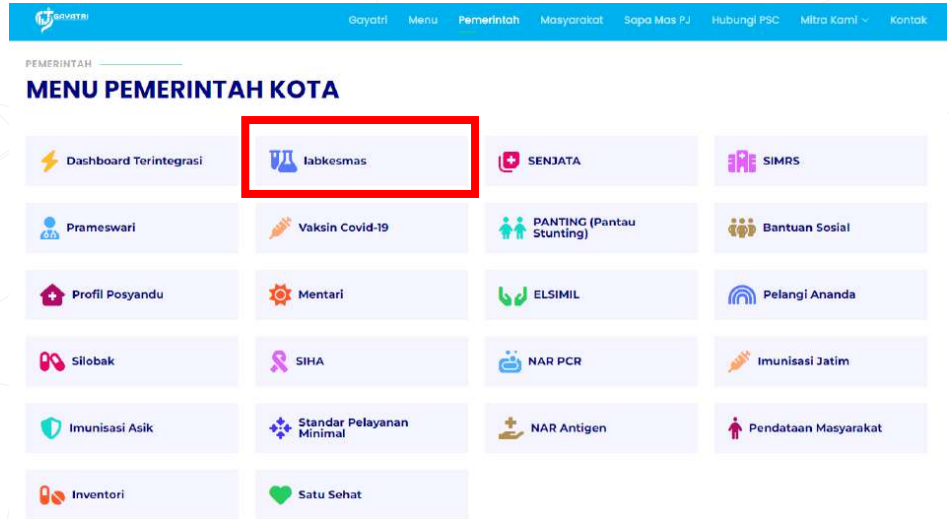 GAYATRI
Gayatri Menu Pemerintah Masyarakat Sapa Mas PJ Hubungi PSC Mitra Kami Kontak
PEMERINTAH
MENU PEMERINTAH KOTA
Dashboard Terintegrasi
labkesmas
SENJATA
SIMRS
Prameswari
Vaksin Covid-19
PANTING (Pantau
Stunting)
Bantuan Sosial
Profil Posyandu
Mentari
ELSIMIL
Pelangi Ananda
Silobak
SIHA
NAR PCR
Imunisasi Jatim
Imunisasi Asik
Standar Pelayanan
Minimal
NAR Antigen
Pendataan Masyarakat
Inventori
Satu Sehat